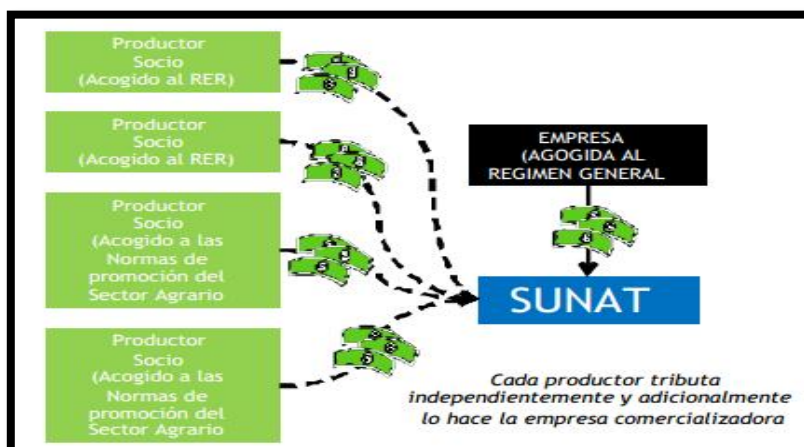 Productor
Socio
(Acogido al RER)
Productor
Socio
(Acogido al RER)
Productor
Socio
(Acogido a las
Normas de
promoción del
Sector Agrario
Productor
Socio
(Acogido a las
Normas de
promoción del
Sector Agrario
EMPRESA
(AGOGIDA AL
REGIMEN GENERAL
SUNAT
Cada productor tributa
independientemente y adicionalmente
lo hace la empresa comercializadora